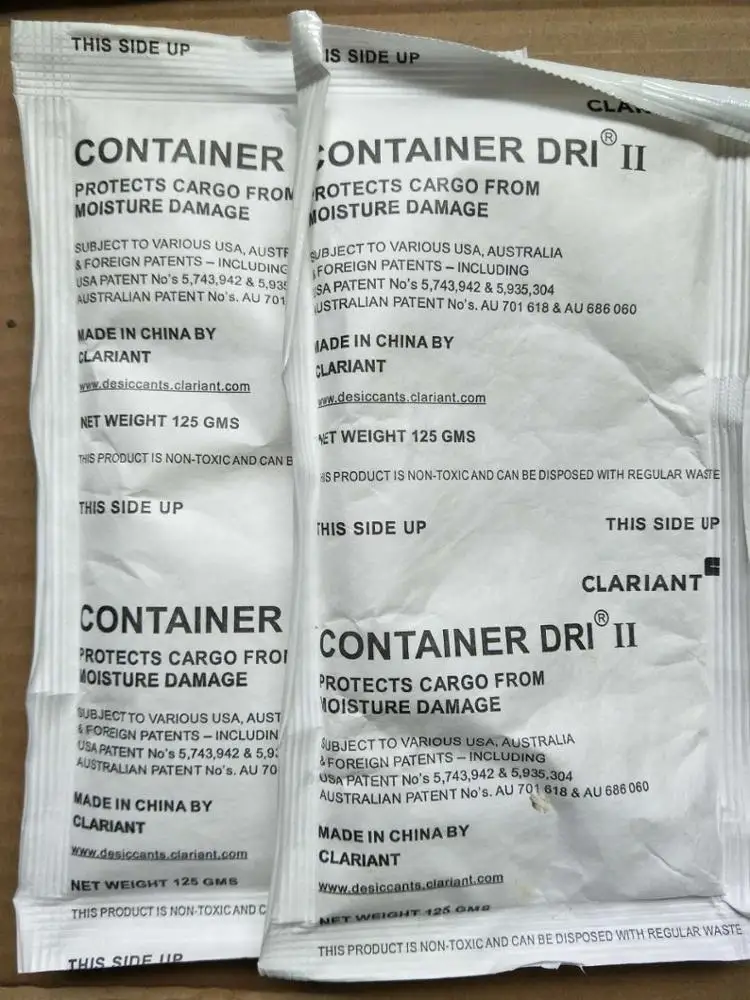 THIS SIDE UP
CONTAINER
PROTECTS CARGO FROM
MOISTURE DAMAGE
SUBJECT TO VARIOUS USA, AUST
& FOREIGN PATENTS – INCLUDING
USA PATENT No's 5,743,942 & 5,935
AUSTRALIAN PATENT No's. AU 701
MADE IN CHINA BY
CLARIANT
www.desiccants.clariant.com
NET WEIGHT 125 GMS
THIS PRODUCT IS NON-TOXIC AND CAN B
THIS SIDE UP
CONTAINER
PROTECTS CARGO FRO
MOISTURE DAMAGE
SUBJECT TO VARIOUS USA, AUST
& FOREIGN PATENTS – INCLUDIN
USA PATENT No's 5,743,942 & 5,93
AUSTRALIAN PATENT No's. AU 70
MADE IN CHINA BY
CLARIANT
www.desiccants.clariant.com
NET WEIGHT 125 GMS
THIS PRODUCT IS NON-TOXIC AND C
THIS SIDE UP
IS SIDE UP
CLAR
CONTAINER DRI® II
PROTECTS CARGO FROM
MOISTURE DAMAGE
SUBJECT TO VARIOUS USA, AUSTRALIA
& FOREIGN PATENTS – INCLUDING
USA PATENT No's 5,743,942 & 5,935,304
AUSTRALIAN PATENT No's. AU 701 618 & AU 686 060
MADE IN CHINA BY
CLARIANT
www.desiccants.clariant.com
NET WEIGHT 125 GMS
HIS PRODUCT IS NON-TOXIC AND CAN BE DISPOSED WITH REGULAR WASTE
THIS SIDE UP THIS SIDE UP
CLARIANT
CONTAINER DRI® II
PROTECTS CARGO FROM
MOISTURE DAMAGE
SUBJECT TO VARIOUS USA, AUSTRALIA
& FOREIGN PATENTS – INCLUDING
USA PATENT No's 5,743,942 & 5,935,304
AUSTRALIAN PATENT No's. AU 701 618 & AU 686 060
MADE IN CHINA BY
CLARIANT
www.desiccants.clariant.com
NET WEIGHT 125 GMS
THIS PRODUCT IS NON-TOXIC AND CAN BE DISPOSED WITH REGULAR WASTE